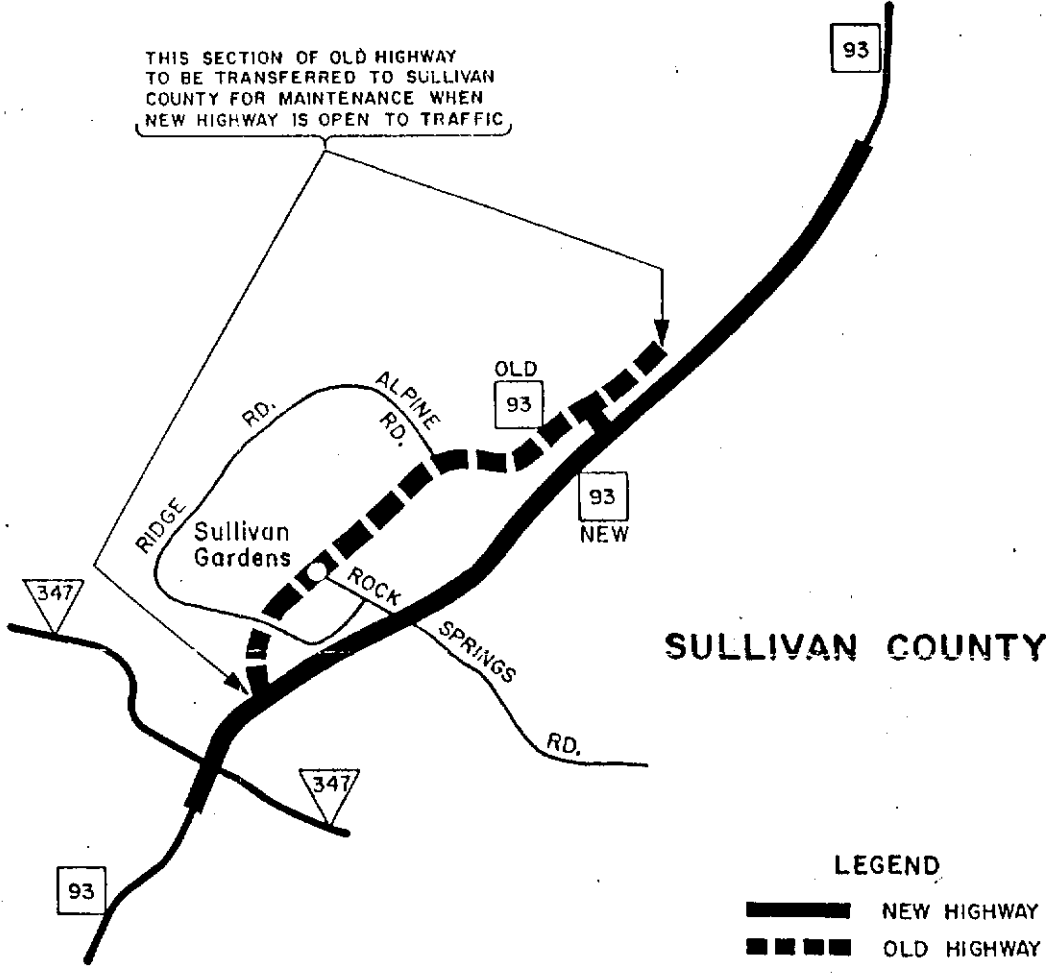 THIS SECTION OF OLD HIGHWAY
TO BE TRANSFERRED TO SULLIVAN
COUNTY FOR MAINTENANCE WHEN
NEW HIGHWAY IS OPEN TO TRAFFIC
93
OLD
93
ALPINE
RD.
RIDGE RD.
93
NEW
Sullivan
Gardens
ROCK SPRINGS RD.
347
347
93
SULLIVAN COUNTY
LEGEND
NEW HIGHWAY
OLD HIGHWAY